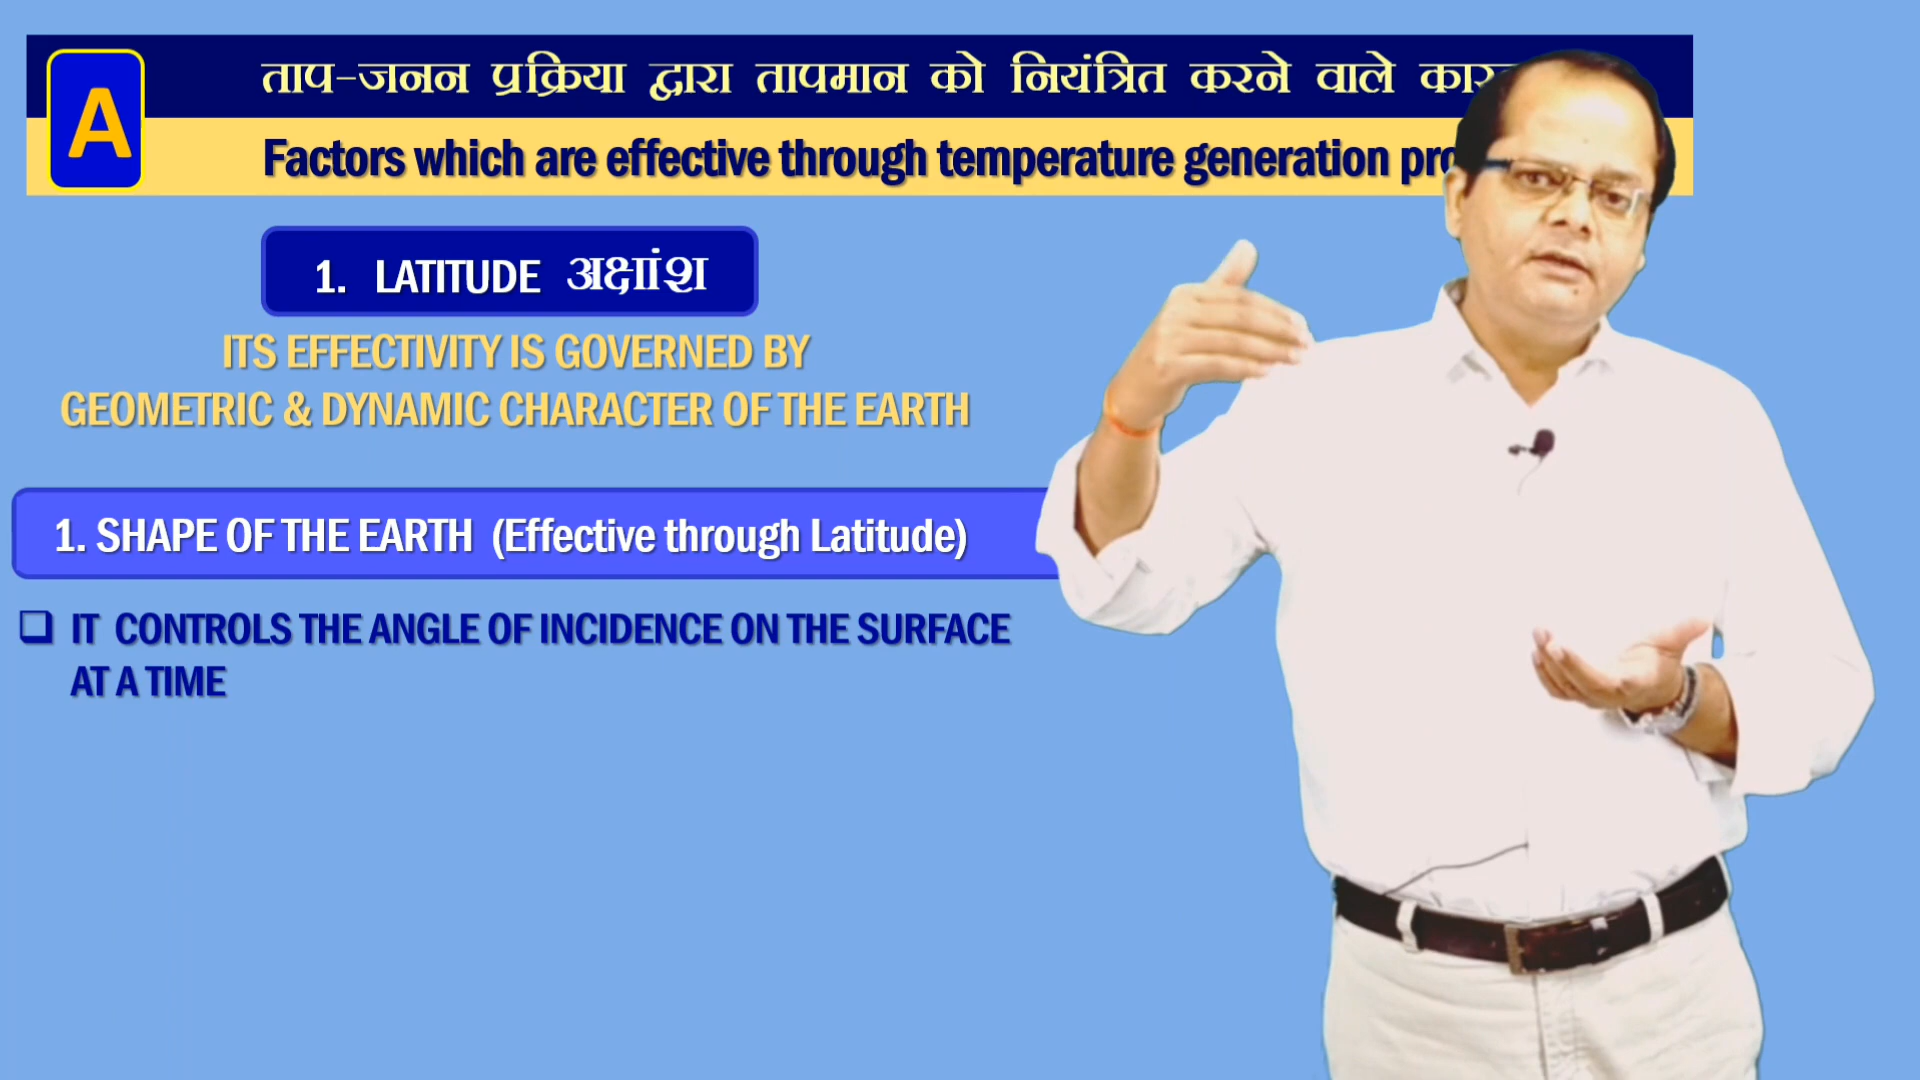 A
ताप-जनन प्रक्रिया द्वारा तापमान को नियंत्रित करने वाले
Factors which are effective through temperature generation
1. LATITUDE अक्षांश
ITS EFFECTIVITY IS GOVERNED BY
GEOMETRIC & DYNAMIC CHARACTER OF THE EARTH
1. SHAPE OF THE EARTH (Effective through Latitude)
❑ IT CONTROLS THE ANGLE OF INCIDENCE ON THE SURFACE
AT A TIME